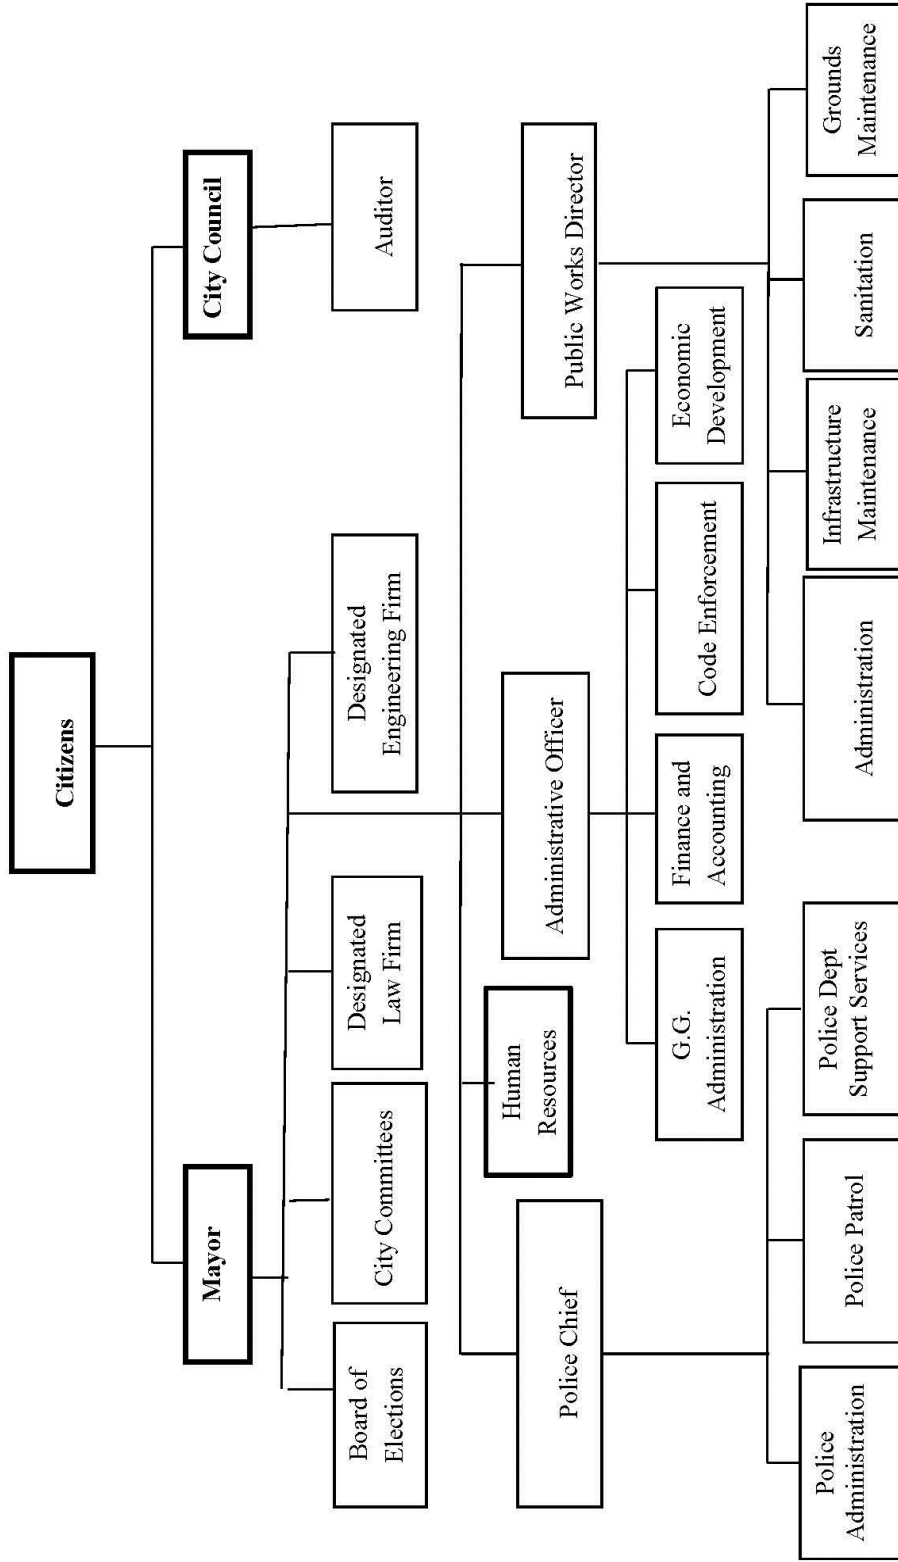 Citizens
Mayor
City Council
Board of
Elections
City Committees
Designated
Law Firm
Designated
Engineering Firm
Auditor
Police Chief
Human
Resources
Administrative Officer
Public Works Director
G.G.
Administration
Finance and
Accounting
Code Enforcement
Economic
Development
Police
Administration
Police Patrol
Police Dept
Support Services
Administration
Infrastructure
Maintenance
Sanitation
Grounds
Maintenance